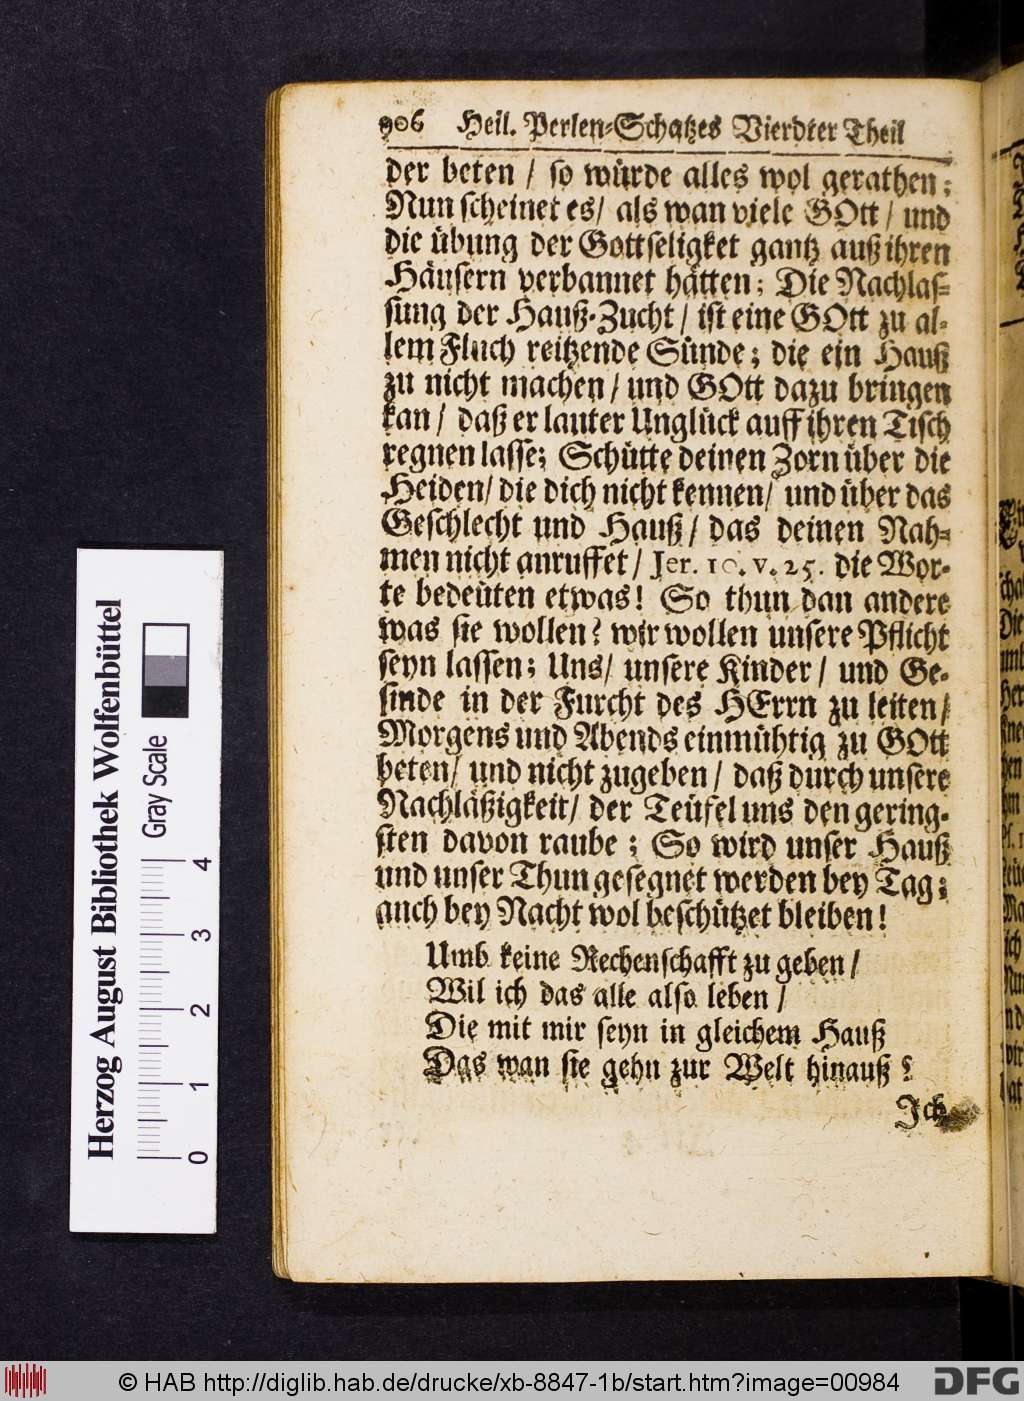 906 Heil. Perlen-Schatzes Vierdter Theil
der beten / so würde alles wol gerathen;
Nun scheinet es / als wan viele GOtt / und
die übung der Gottseligket gantz auß ihren
Häusern verbannet hätten; Die Nachlas-
sung der Hauß-Zucht / ist eine GOtt zu al-
lem Fluch reitzende Sünde; die ein Hauß
zu nicht machen / und GOtt dazu bringen
kan / daß er lauter Unglück auff ihren Tisch
regnen lasse; Schütte deinen Zorn über die
Heiden / die dich nicht kennen / und über das
Geschlecht und Hauß / das deinen Nah-
men nicht anruffet / Jer. 10. v. 25. die Wor-
te bedeüten etwas! So thun dan andere
was sie wollen? wir wollen unsere Pflicht
seyn lassen; Uns / unsere Kinder / und Ge-
sinde in der Furcht des HErrn zu leiten /
Morgens und Abends einmühtig zu GOtt
beten / und nicht zugeben / daß durch unsere
Nachläßigkeit / der Teüfel uns den gering-
sten davon raube; So wird unser Hauß
und unser Thun gesegnet werden bey Tag;
auch bey Nacht wol beschützet bleiben!
Umb keine Rechenschafft zu geben /
Wil ich das alle also leben /
Die mit mir seyn in gleichem Hauß
Das wan sie gehn zur Welt hinauß?
Ich
Herzog August Bibliothek Wolfenbüttel
Gray Scale
0 1 2 3 4
© HAB http://diglib.hab.de/drucke/xb-8847-1b/start.htm?image=00984
DFG